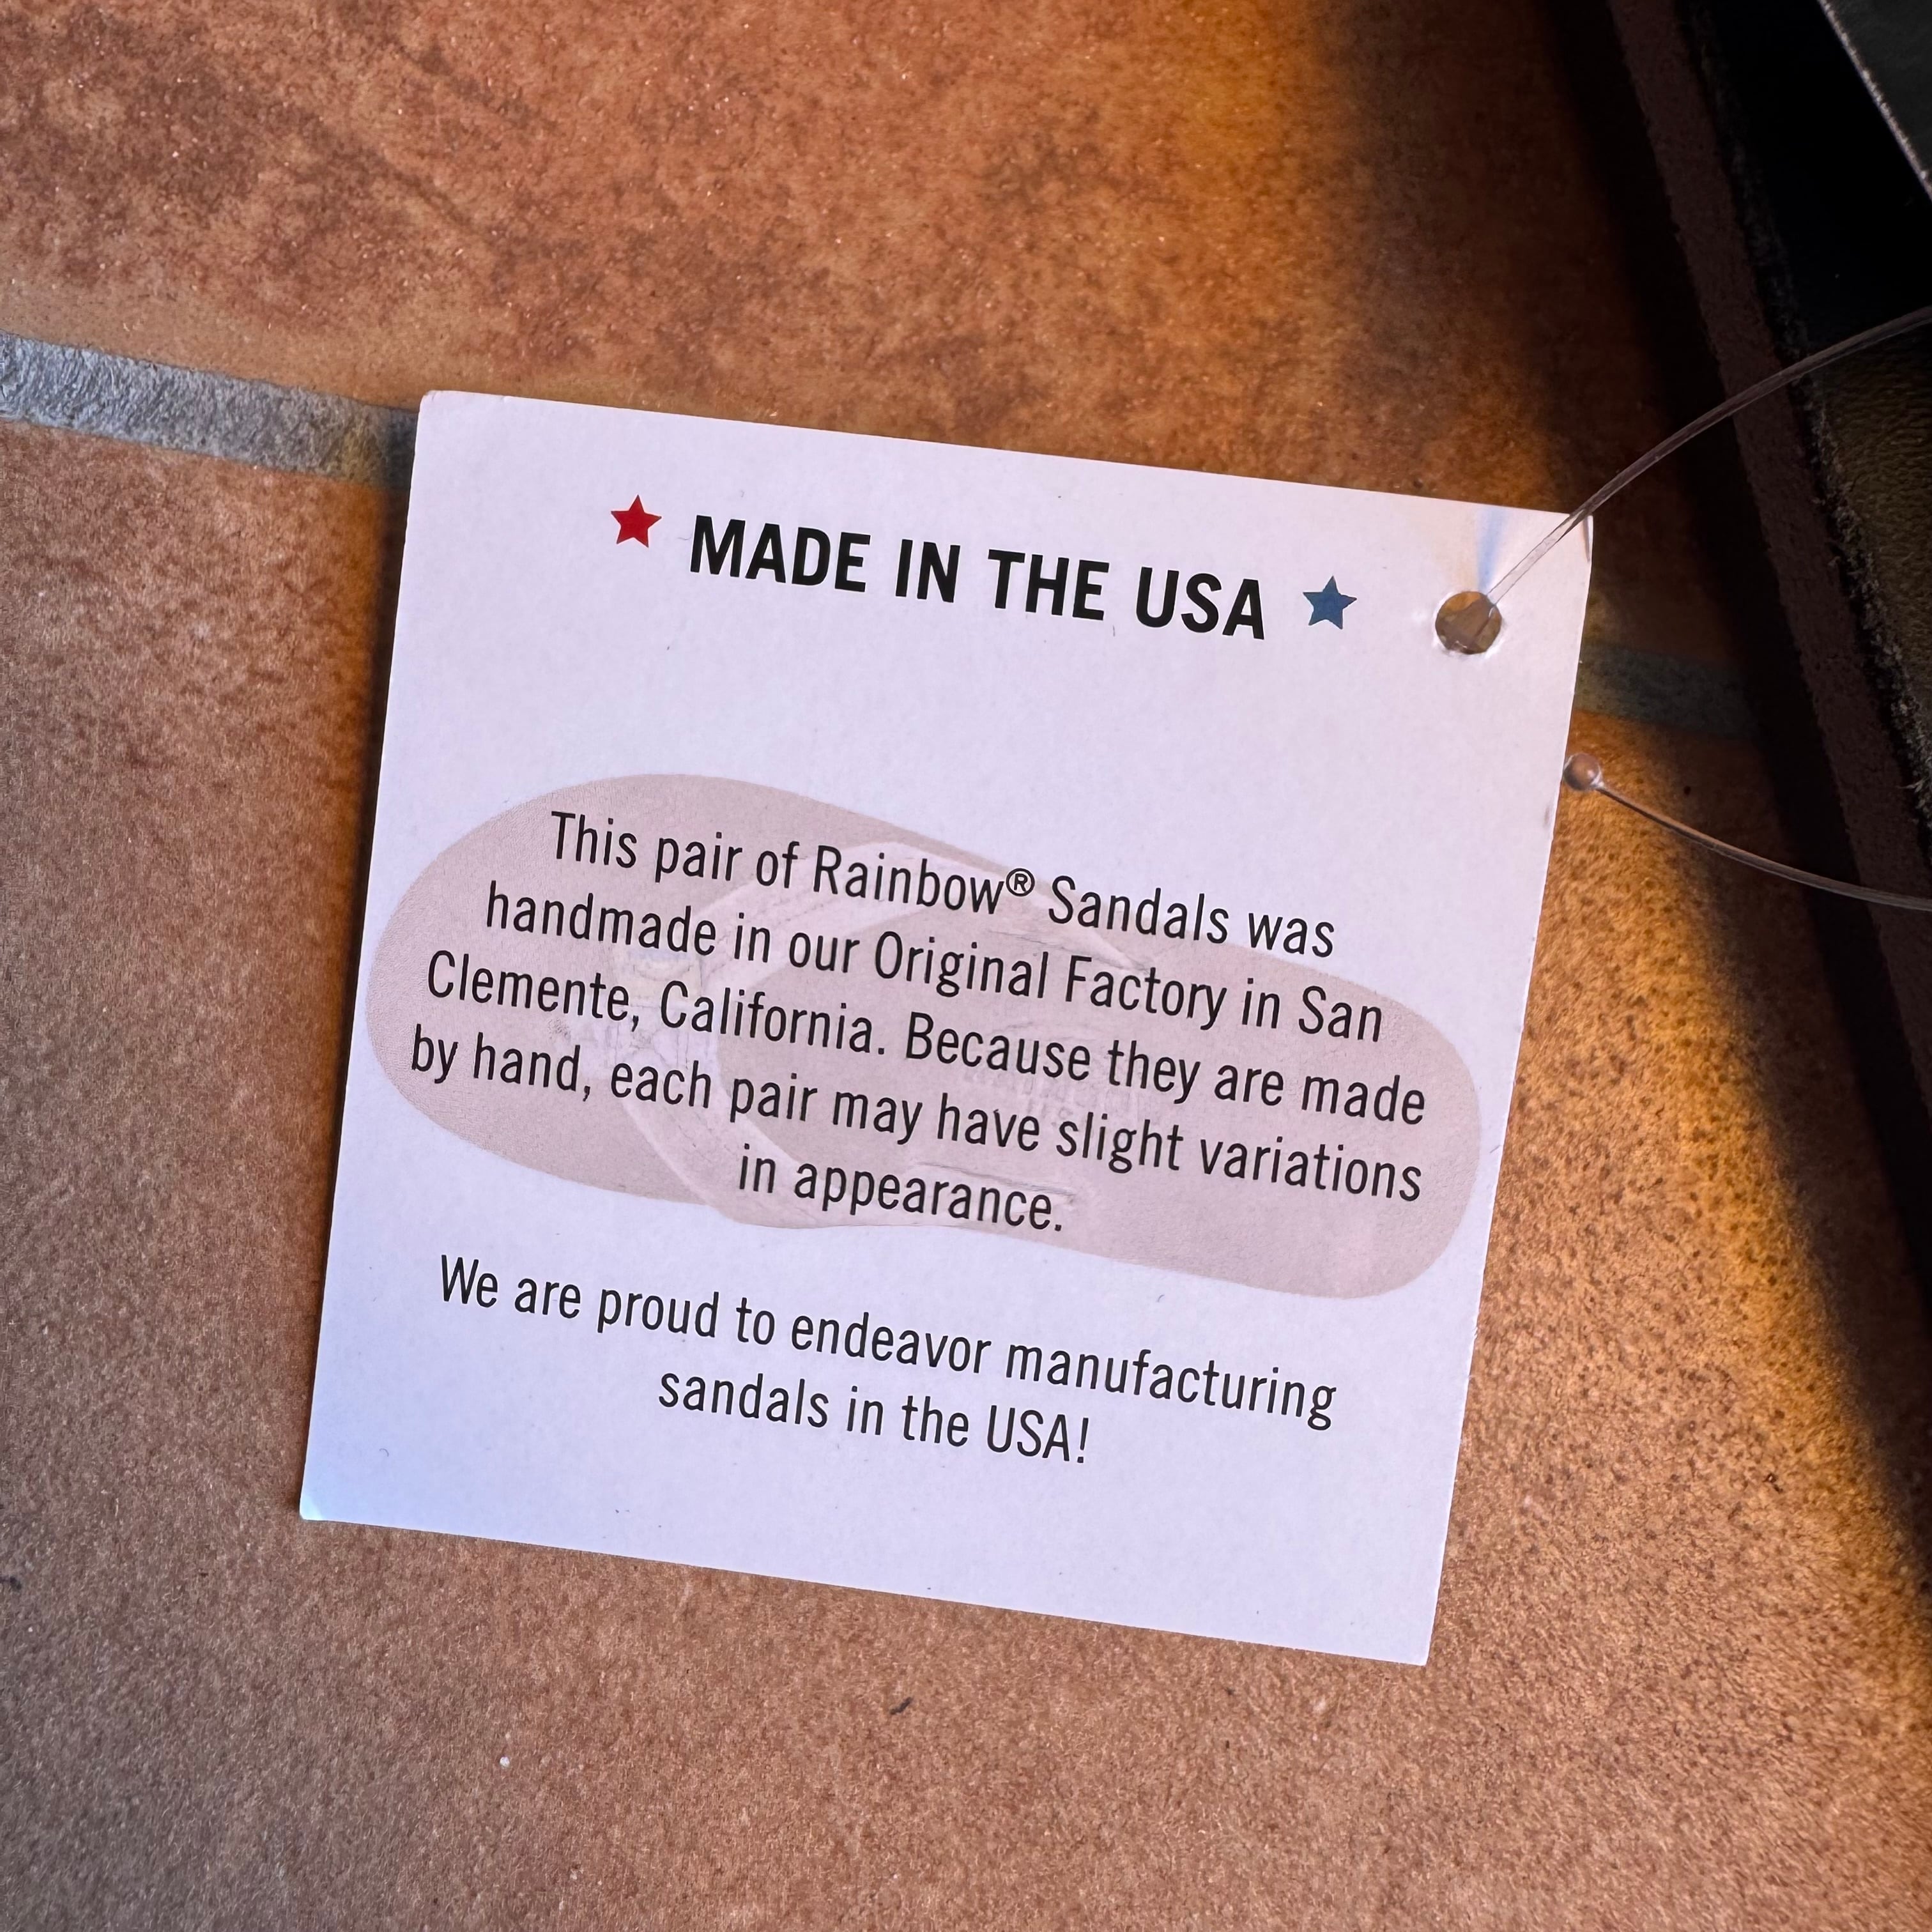 MADE IN THE USA
This pair of Rainbow® Sandals was
handmade in our Original Factory in San
Clemente, California. Because they are made
by hand, each pair may have slight variations
in appearance.
We are proud to endeavor manufacturing
sandals in the USA!